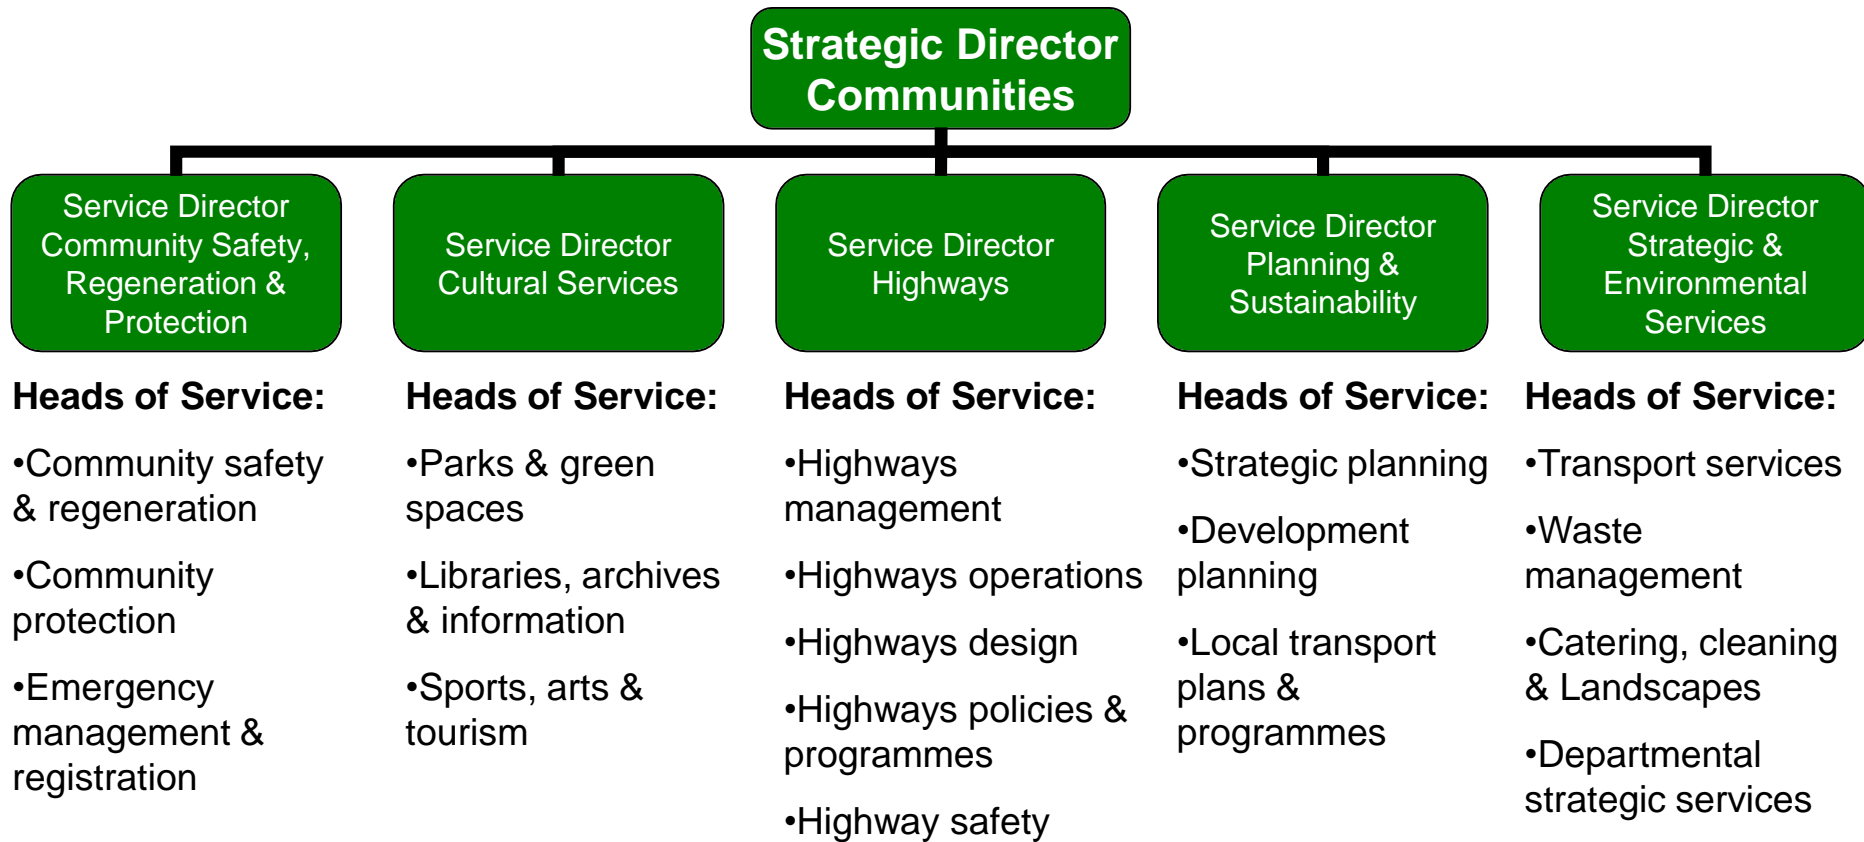 Strategic Director
Communities
Service Director
Community Safety,
Regeneration &
Protection
Service Director
Cultural Services
Service Director
Highways
Service Director
Planning &
Sustainability
Service Director
Strategic &
Environmental
Services
Heads of Service:
•Community safety
& regeneration
•Community
protection
•Emergency
management &
registration
Heads of Service:
•Parks & green
spaces
•Libraries, archives
& information
•Sports, arts &
tourism
Heads of Service:
•Highways
management
•Highways operations
•Highways design
•Highways policies &
programmes
•Highway safety
Heads of Service:
•Strategic planning
•Development
planning
•Local transport
plans &
programmes
Heads of Service:
•Transport services
•Waste
management
•Catering, cleaning
& Landscapes
•Departmental
strategic services